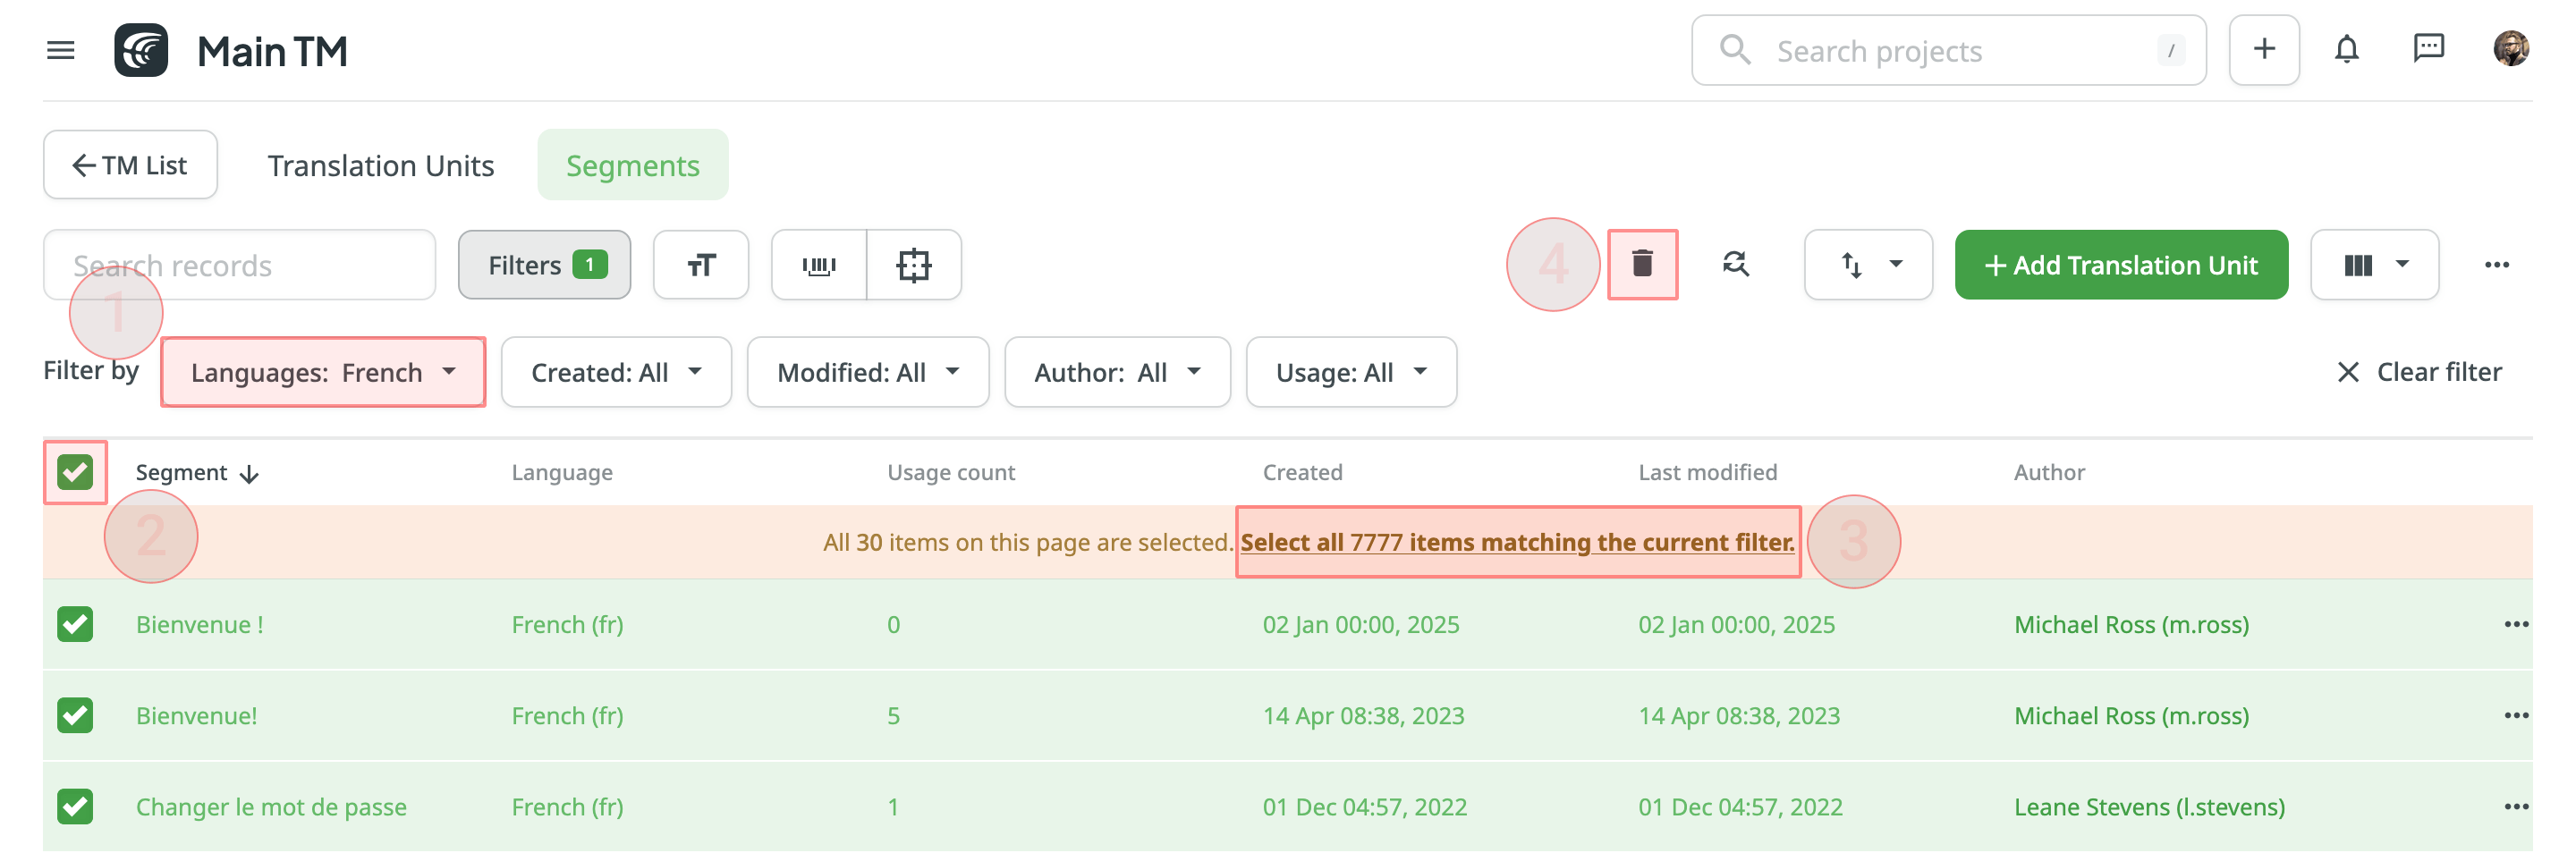 Main TM
Search projects /
TM List Translation Units Segments
Search records Filters 1 4 Add Translation Unit
1
Filter by Languages: French Created: All Modified: All Author: All Usage: All Clear filter
Segment Language Usage count Created Last modified Author
2 All 30 items on this page are selected. Select all 7777 items matching the current filter. 3
Bienvenue ! French (fr) 0 02 Jan 00:00, 2025 02 Jan 00:00, 2025 Michael Ross (m.ross)
Bienvenue! French (fr) 5 14 Apr 08:38, 2023 14 Apr 08:38, 2023 Michael Ross (m.ross)
Changer le mot de passe French (fr) 1 01 Dec 04:57, 2022 01 Dec 04:57, 2022 Leane Stevens (l.stevens)